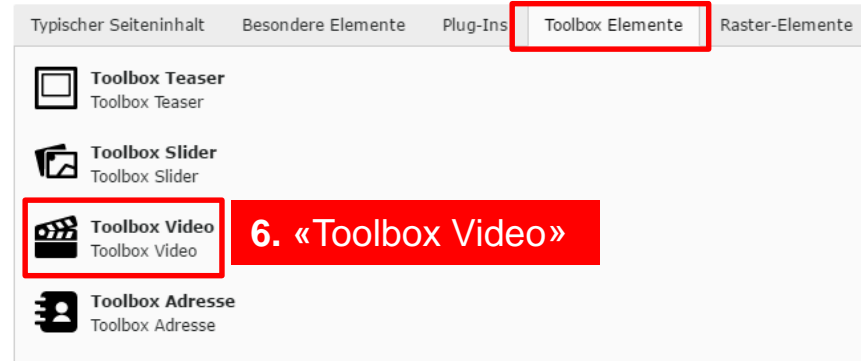 Typischer Seiteninhalt Besondere Elemente Plug-Ins Toolbox Elemente Raster-Elemente
Toolbox Teaser
Toolbox Teaser
Toolbox Slider
Toolbox Slider
Toolbox Video
Toolbox Video
6. «Toolbox Video»
Toolbox Adresse
Toolbox Adresse